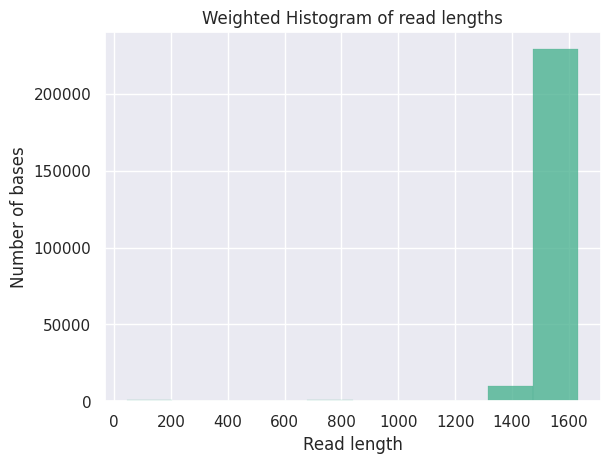 Weighted Histogram of read lengths
Number of bases
200000
150000
100000
50000
0
0 200 400 600 800 1000 1200 1400 1600
Read length